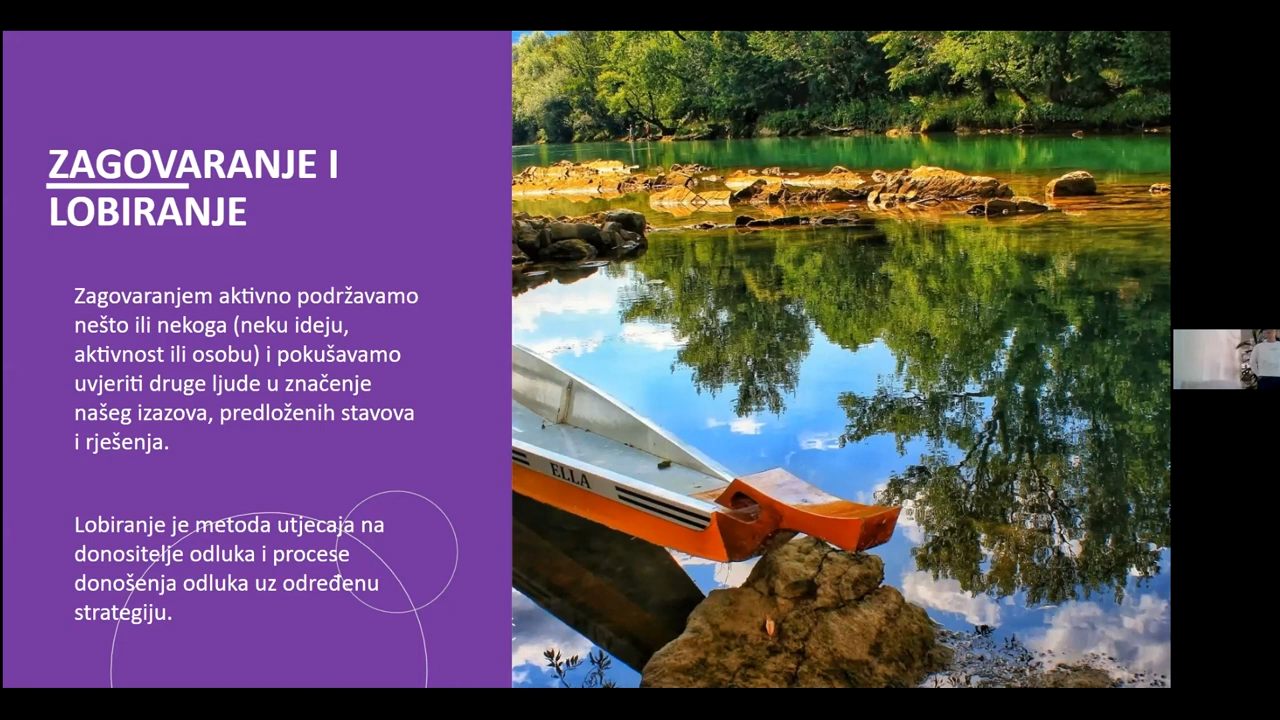 ZAGOVARANJE I
LOBIRANJE
Zagovaranjem aktivno podržavamo
nešto ili nekoga (neku ideju,
aktivnost ili osobu) i pokušavamo
uvjeriti druge ljude u značenje
našeg izazova, predloženih stavova
i rješenja.
Lobiranje je metoda utjecaja na
donositelje odluka i procese
donošenja odluka uz određenu
strategiju.
ELLA